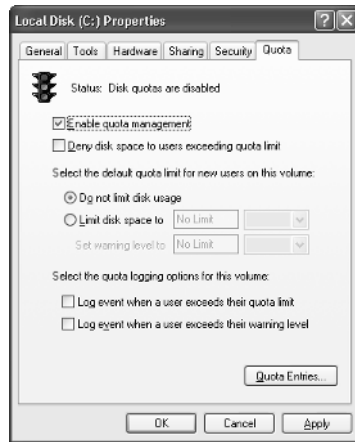 Local Disk (C:) Properties
General Tools Hardware Sharing Security Quota
Status: Disk quotas are disabled
Enable quota management
Deny disk space to users exceeding quota limit
Select the default quota limit for new users on this volume:
Do not limit disk usage
Limit disk space to No Limit
Set warning level to No Limit
Select the quota logging options for this volume:
Log event when a user exceeds their quota limit
Log event when a user exceeds their warning level
Quota Entries...
OK Cancel Apply